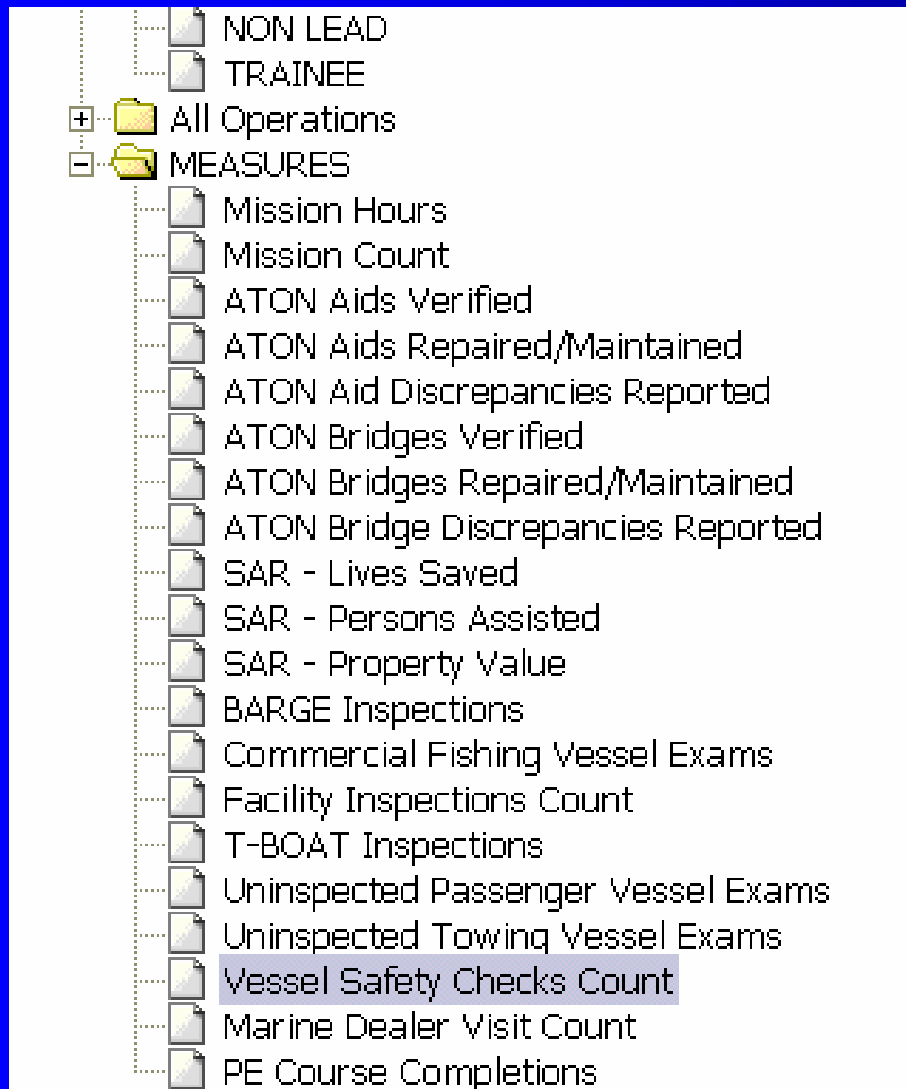 NON LEAD
TRAINEE
All Operations
MEASURES
Mission Hours
Mission Count
ATON Aids Verified
ATON Aids Repaired/Maintained
ATON Aid Discrepancies Reported
ATON Bridges Verified
ATON Bridges Repaired/Maintained
ATON Bridge Discrepancies Reported
SAR - Lives Saved
SAR - Persons Assisted
SAR - Property Value
BARGE Inspections
Commercial Fishing Vessel Exams
Facility Inspections Count
T-BOAT Inspections
Uninspected Passenger Vessel Exams
Uninspected Towing Vessel Exams
Vessel Safety Checks Count
Marine Dealer Visit Count
PE Course Completions